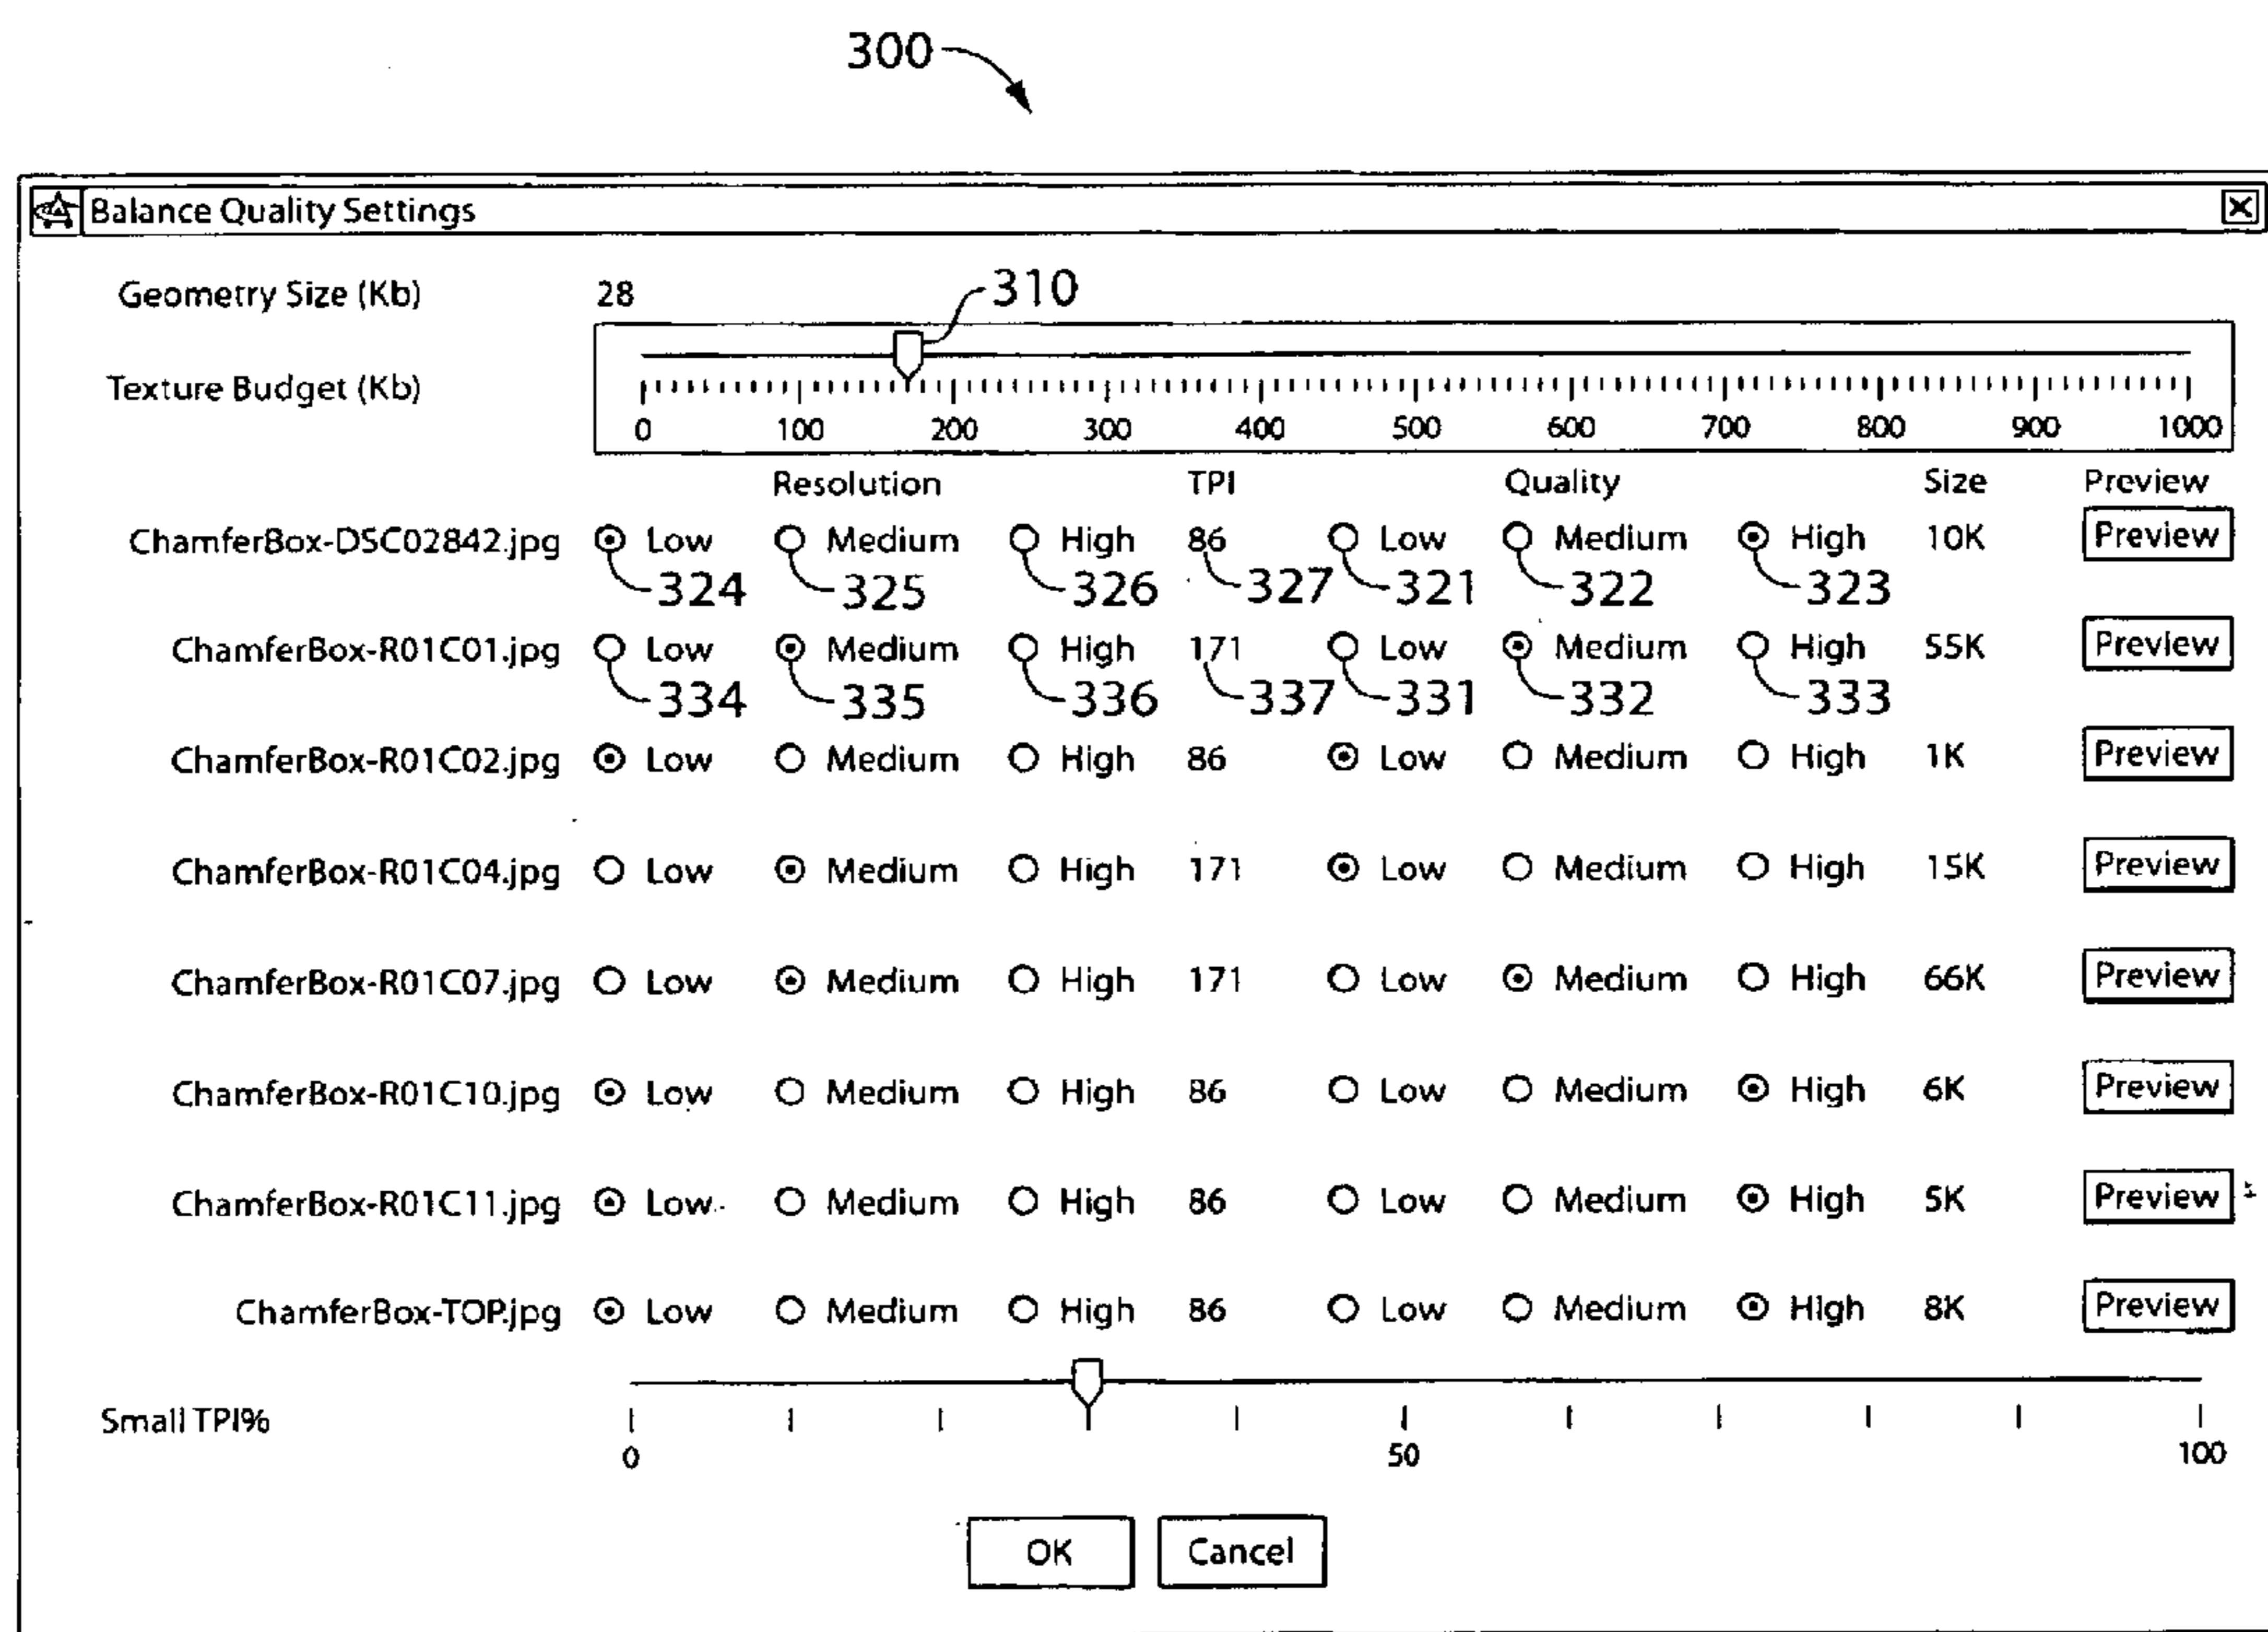 300
Balance Quality Settings
Geometry Size (Kb) 28 310
Texture Budget (Kb)
0 100 200 300 400 500 600 700 800 900 1000
Resolution TPI Quality Size Preview
ChamferBox-DSC02842.jpg Low Medium High 86 Low Medium High 10K Preview
324 325 326 327 321 322 323
ChamferBox-R01C01.jpg Low Medium High 171 Low Medium High 55K Preview
334 335 336 337 331 332 333
ChamferBox-R01C02.jpg Low Medium High 86 Low Medium High 1K Preview
ChamferBox-R01C04.jpg Low Medium High 171 Low Medium High 15K Preview
ChamferBox-R01C07.jpg Low Medium High 171 Low Medium High 66K Preview
ChamferBox-R01C10.jpg Low Medium High 86 Low Medium High 6K Preview
ChamferBox-R01C11.jpg Low Medium High 86 Low Medium High 5K Preview
ChamferBox-TOP.jpg Low Medium High 86 Low Medium High 8K Preview
Small TPI%
0 50 100
OK Cancel